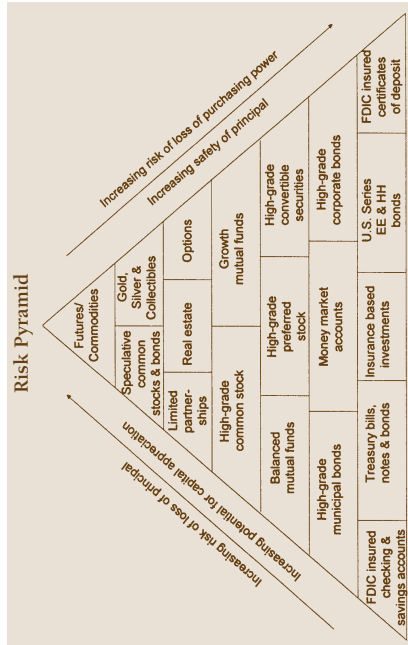 Risk Pyramid
Increasing risk of loss of principal
Increasing potential for capital appreciation
Increasing risk of loss of purchasing power
Increasing safety of principal
Futures/
Commodities
Speculative
common
stocks & bonds
Gold,
Silver &
Collectibles
Limited
partner-
ships
Real estate
Options
High-grade
common stock
Growth
mutual funds
Balanced
mutual funds
High-grade
preferred
stock
High-grade
convertible
securities
High-grade
municipal bonds
Money market
accounts
High-grade
corporate bonds
FDIC insured
checking &
savings accounts
Treasury bills,
notes & bonds
Insurance based
investments
U.S. Series
EE & HH
bonds
FDIC insured
certificates
of deposit